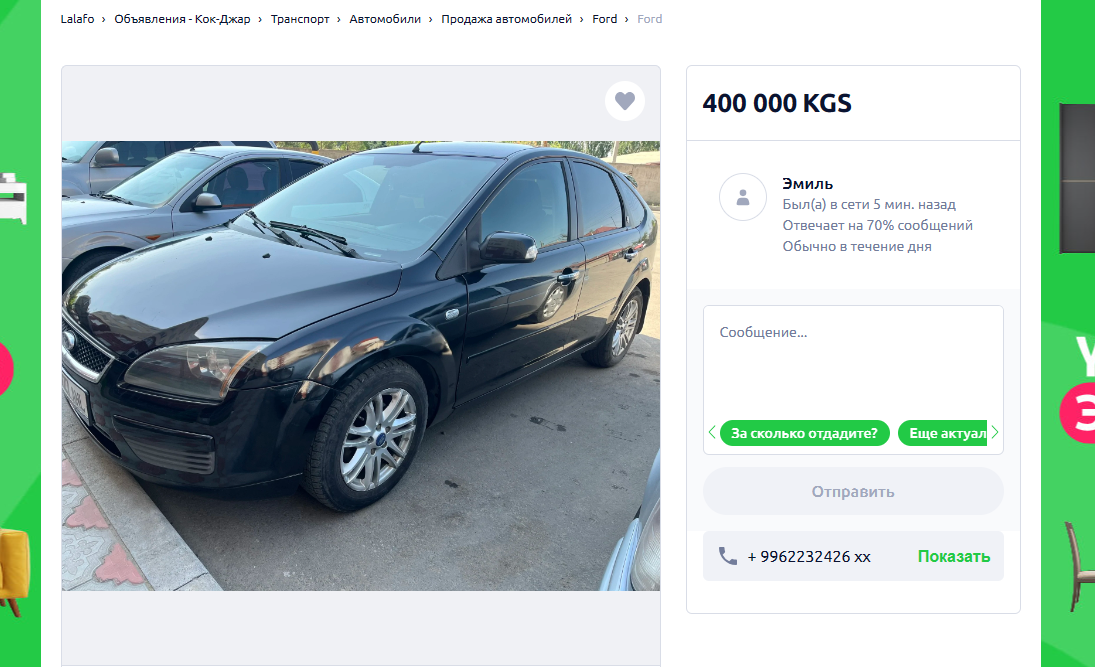 Lalafo › Объявления - Кок-Джар › Транспорт › Автомобили › Продажа автомобилей › Ford › Ford
400 000 KGS
Эмиль
Был(а) в сети 5 мин. назад
Отвечает на 70% сообщений
Обычно в течение дня
Сообщение...
За сколько отдадите? Еще актуал
Отправить
+ 9962232426 xx Показать